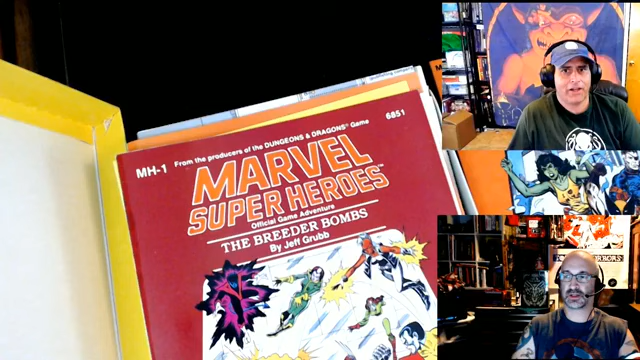 MH-1
From the producers of the DUNGEONS & DRAGONS® Game
6851
MARVEL
SUPER HEROES™
Official Game Adventure
THE BREEDER BOMBS
By Jeff Grubb